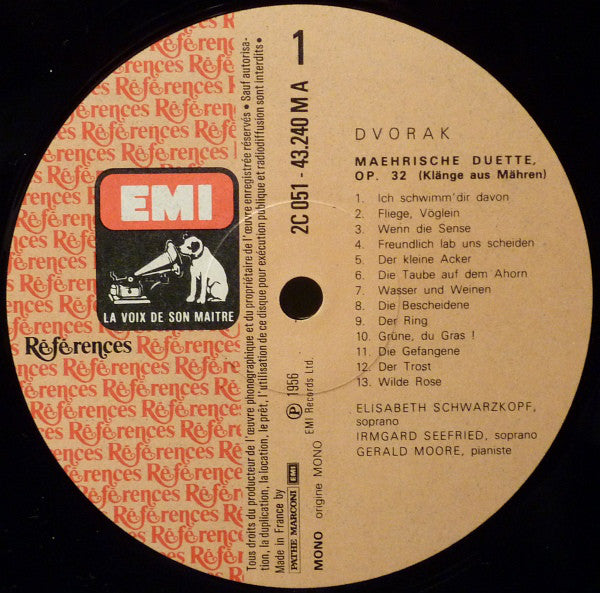 Références
EMI
LA VOIX DE SON MAITRE
Références
Tous droits du producteur de l'œuvre phonographique et du propriétaire de l'œuvre enregistrée réservés • Sauf autorisa-
tion, la duplication, la location, le prêt, l'utilisation de ce disque pour exécution publique et radiodiffusion sont interdits •
Made in France by
PATHE MARCONI EMI
MONO origine MONO
℗ 1956
EMI Records Ltd.
2C 051 - 43.240 M A
1
DVORAK
MAEHRISCHE DUETTE,
OP. 32 (Klänge aus Mähren)
1. Ich schwimm'dir davon
2. Fliege, Vöglein
3. Wenn die Sense
4. Freundlich lab uns scheiden
5. Der kleine Acker
6. Die Taube auf dem Ahorn
7. Wasser und Weinen
8. Die Bescheidene
9. Der Ring
10. Grüne, du Gras !
11. Die Gefangene
12. Der Trost
13. Wilde Rose
ELISABETH SCHWARZKOPF,
soprano
IRMGARD SEEFRIED, soprano
GERALD MOORE, pianiste